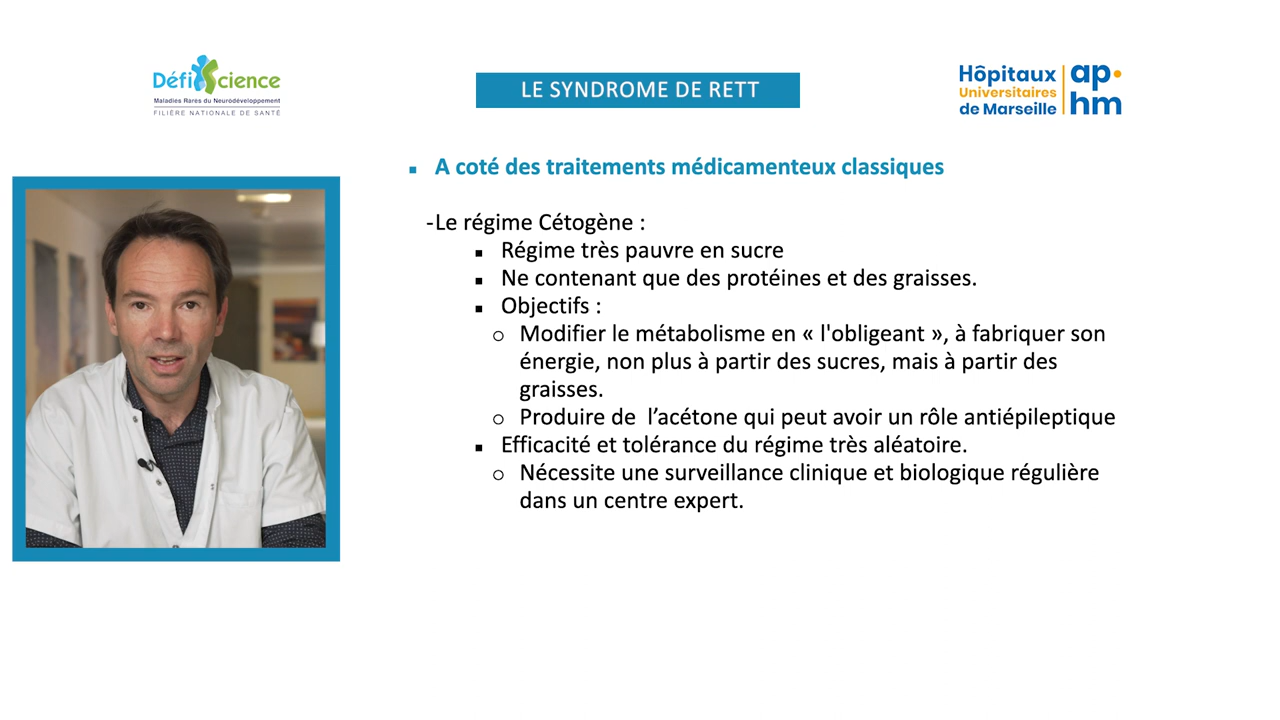 Défi Science
Maladies Rares du Neurodéveloppement
FILIÈRE NATIONALE DE SANTÉ
LE SYNDROME DE RETT
Hôpitaux
Universitaires
de Marseille
ap·
hm
▪ A coté des traitements médicamenteux classiques
-Le régime Cétogène :
▪ Régime très pauvre en sucre
▪ Ne contenant que des protéines et des graisses.
▪ Objectifs :
o Modifier le métabolisme en « l'obligeant », à fabriquer son
énergie, non plus à partir des sucres, mais à partir des
graisses.
o Produire de l’acétone qui peut avoir un rôle antiépileptique
▪ Efficacité et tolérance du régime très aléatoire.
o Nécessite une surveillance clinique et biologique régulière
dans un centre expert.